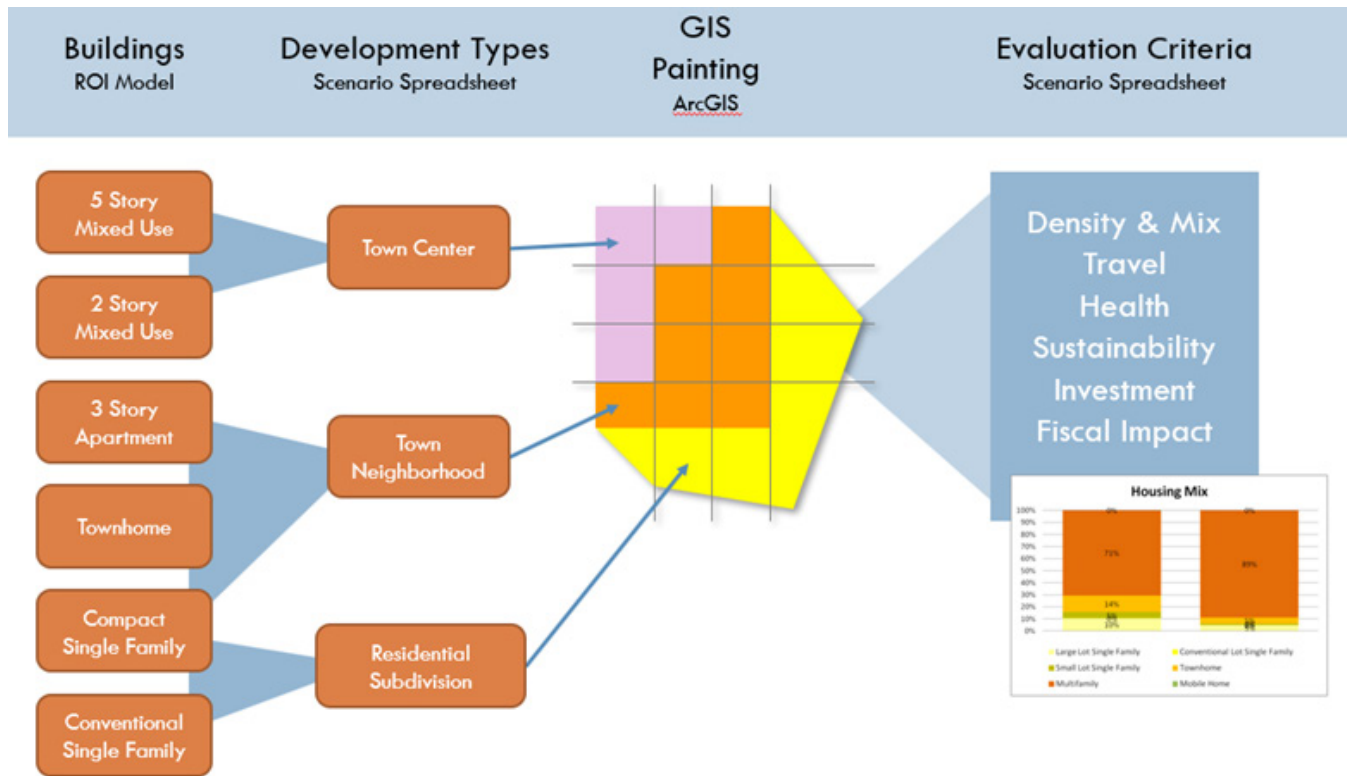 Buildings
ROI Model
Development Types
Scenario Spreadsheet
GIS
Painting
ArcGIS
Evaluation Criteria
Scenario Spreadsheet
5 Story
Mixed Use
2 Story
Mixed Use
3 Story
Apartment
Townhome
Compact
Single Family
Conventional
Single Family
Town Center
Town
Neighborhood
Residential
Subdivision
Density & Mix
Travel
Health
Sustainability
Investment
Fiscal Impact
Housing Mix
100%
90%
80%
70%
60%
50%
40%
30%
20%
10%
0%
0%
71%
14%
10%
0%
89%
Large Lot Single Family
Conventional Lot Single Family
Small Lot Single Family
Townhome
Multifamily
Mobile Home